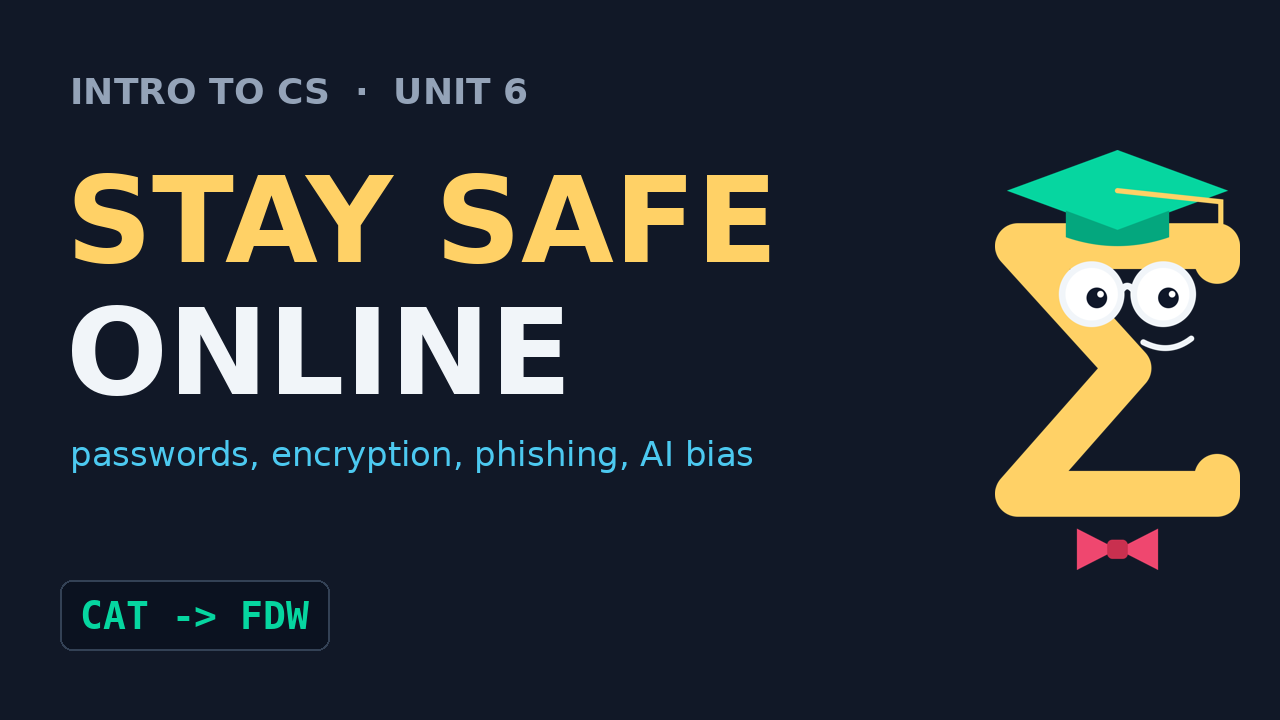 INTRO TO CS · UNIT 6
STAY SAFE
ONLINE
passwords, encryption, phishing, AI bias
CAT -> FDW